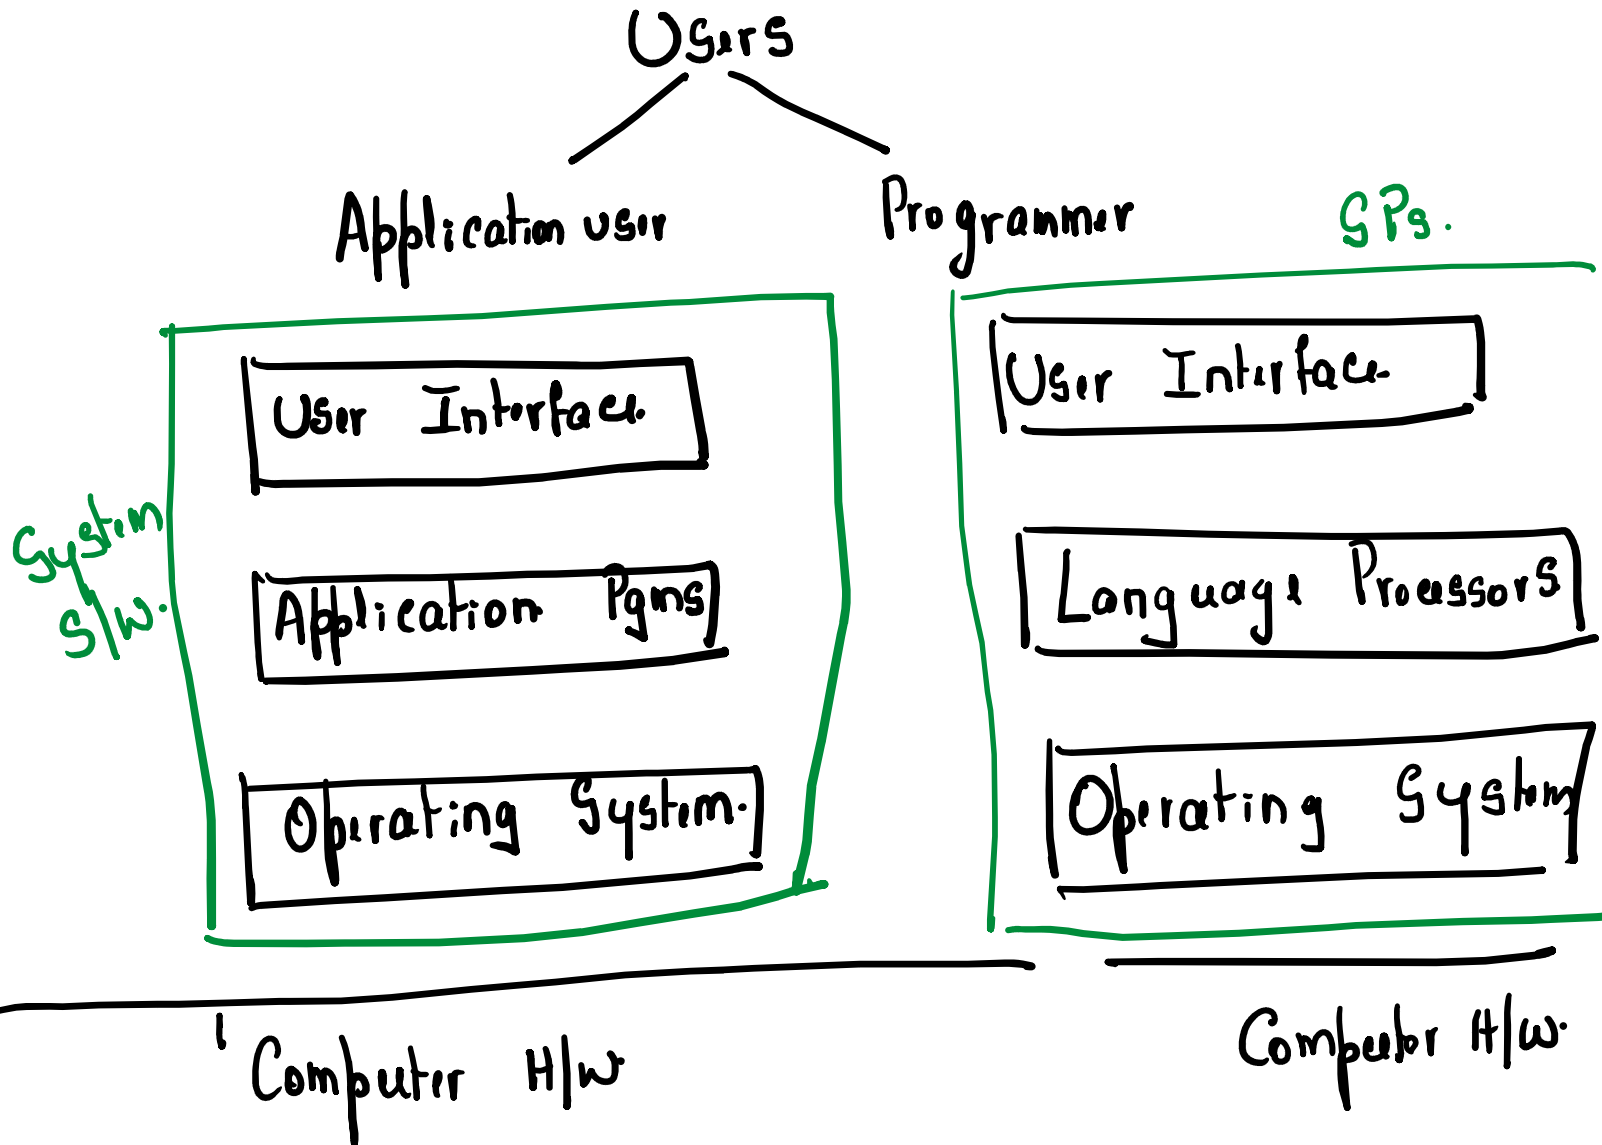 Users
Application user
Programmer
SPs.
User Interface
Application Pgms
Operating System.
System
S/W.
User Interface
Language Processors
Operating System
Computer H/W
Computer H/W.